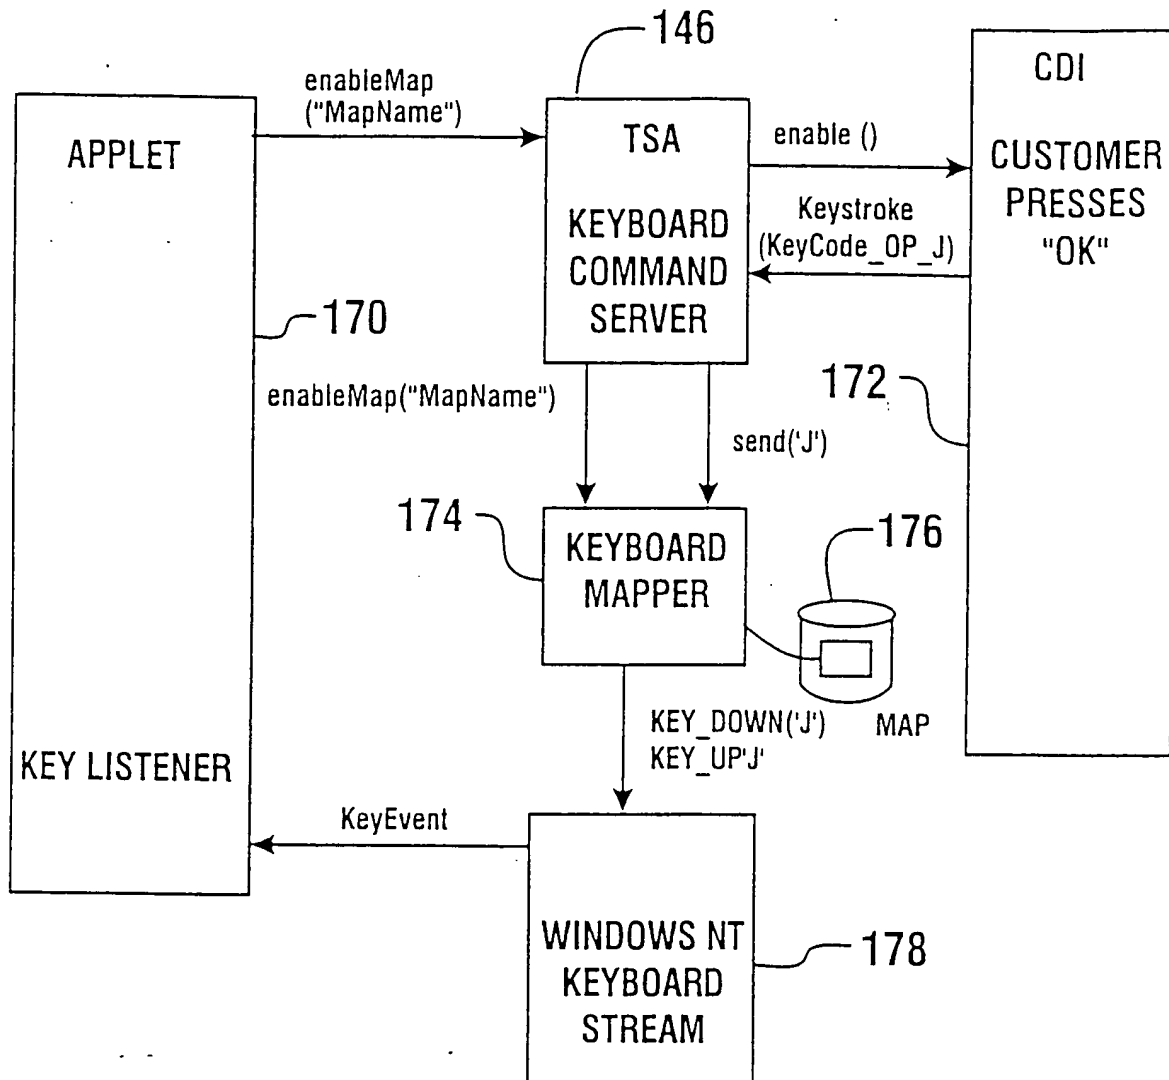 146
enableMap
("MapName")
APPLET
TSA
KEYBOARD
COMMAND
SERVER
enable ()
Keystroke
(KeyCode_OP_J)
CDI
CUSTOMER
PRESSES
"OK"
170
172
enableMap("MapName")
send('J')
174
KEYBOARD
MAPPER
176
MAP
KEY_DOWN('J')
KEY_UP'J'
KEY LISTENER
KeyEvent
WINDOWS NT
KEYBOARD
STREAM
178